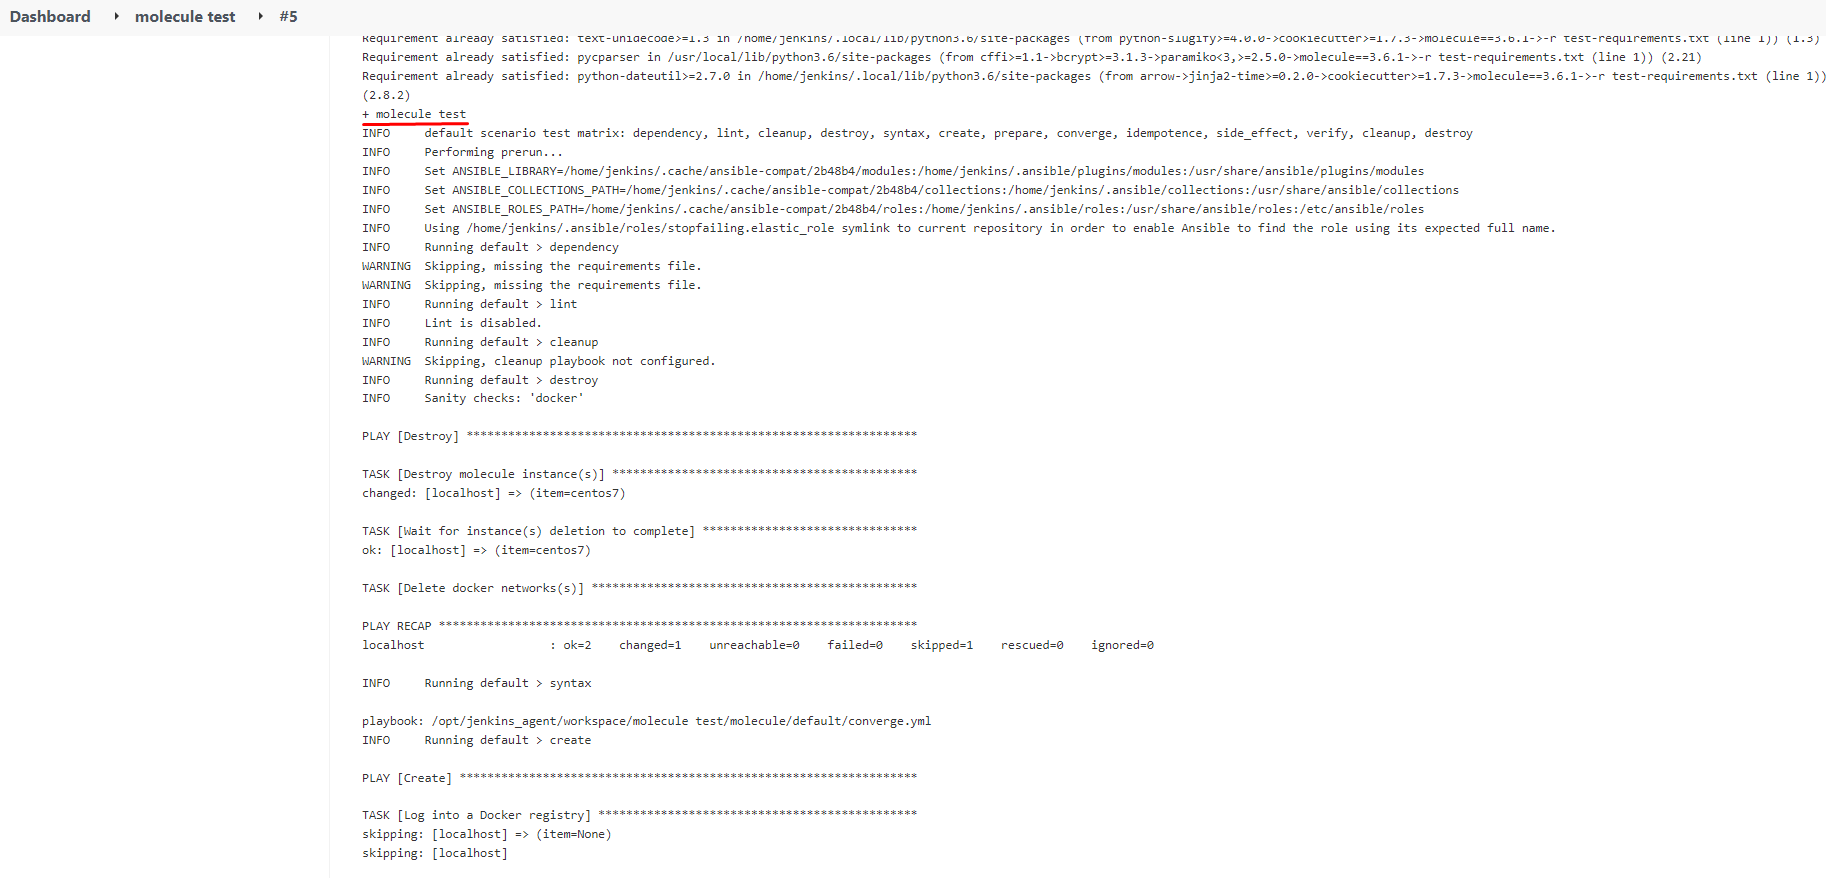 Dashboard ‣ molecule test ‣ #5
Requirement already satisfied: text-unidecode>=1.3 in /home/jenkins/.local/lib/python3.6/site-packages (from python-slugify>=4.0.0->cookiecutter>=1.7.3->molecule==3.6.1->-r test-requirements.txt (line 1)) (1.3)
Requirement already satisfied: pycparser in /usr/local/lib/python3.6/site-packages (from cffi>=1.1->bcrypt>=3.1.3->paramiko<3,>=2.5.0->molecule==3.6.1->-r test-requirements.txt (line 1)) (2.21)
Requirement already satisfied: python-dateutil>=2.7.0 in /home/jenkins/.local/lib/python3.6/site-packages (from arrow->jinja2-time>=0.2.0->cookiecutter>=1.7.3->molecule==3.6.1->-r test-requirements.txt (line 1))
(2.8.2)
+ molecule test
INFO     default scenario test matrix: dependency, lint, cleanup, destroy, syntax, create, prepare, converge, idempotence, side_effect, verify, cleanup, destroy
INFO     Performing prerun...
INFO     Set ANSIBLE_LIBRARY=/home/jenkins/.cache/ansible-compat/2b48b4/modules:/home/jenkins/.ansible/plugins/modules:/usr/share/ansible/plugins/modules
INFO     Set ANSIBLE_COLLECTIONS_PATH=/home/jenkins/.cache/ansible-compat/2b48b4/collections:/home/jenkins/.ansible/collections:/usr/share/ansible/collections
INFO     Set ANSIBLE_ROLES_PATH=/home/jenkins/.cache/ansible-compat/2b48b4/roles:/home/jenkins/.ansible/roles:/usr/share/ansible/roles:/etc/ansible/roles
INFO     Using /home/jenkins/.ansible/roles/stopfailing.elastic_role symlink to current repository in order to enable Ansible to find the role using its expected full name.
INFO     Running default > dependency
WARNING  Skipping, missing the requirements file.
WARNING  Skipping, missing the requirements file.
INFO     Running default > lint
INFO     Lint is disabled.
INFO     Running default > cleanup
WARNING  Skipping, cleanup playbook not configured.
INFO     Running default > destroy
INFO     Sanity checks: 'docker'
PLAY [Destroy] *****************************************************************
TASK [Destroy molecule instance(s)] ********************************************
changed: [localhost] => (item=centos7)
TASK [Wait for instance(s) deletion to complete] *******************************
ok: [localhost] => (item=centos7)
TASK [Delete docker networks(s)] ***********************************************
PLAY RECAP *********************************************************************
localhost                  : ok=2    changed=1    unreachable=0    failed=0    skipped=1    rescued=0    ignored=0
INFO     Running default > syntax
playbook: /opt/jenkins_agent/workspace/molecule test/molecule/default/converge.yml
INFO     Running default > create
PLAY [Create] ******************************************************************
TASK [Log into a Docker registry] **********************************************
skipping: [localhost] => (item=None)
skipping: [localhost]